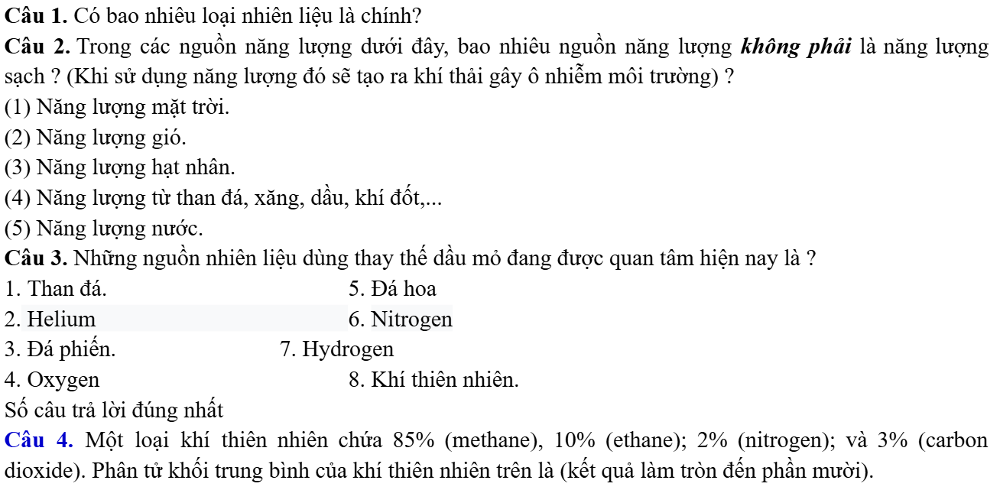 Câu 1. Có bao nhiêu loại nhiên liệu là chính?
Câu 2. Trong các nguồn năng lượng dưới đây, bao nhiêu nguồn năng lượng không phải là năng lượng
sạch ? (Khi sử dụng năng lượng đó sẽ tạo ra khí thải gây ô nhiễm môi trường) ?
(1) Năng lượng mặt trời.
(2) Năng lượng gió.
(3) Năng lượng hạt nhân.
(4) Năng lượng từ than đá, xăng, dầu, khí đốt,...
(5) Năng lượng nước.
Câu 3. Những nguồn nhiên liệu dùng thay thế dầu mỏ đang được quan tâm hiện nay là ?
1. Than đá. 5. Đá hoa
2. Helium 6. Nitrogen
3. Đá phiến. 7. Hydrogen
4. Oxygen 8. Khí thiên nhiên.
Số câu trả lời đúng nhất
Câu 4. Một loại khí thiên nhiên chứa 85% (methane), 10% (ethane); 2% (nitrogen); và 3% (carbon
dioxide). Phân tử khối trung bình của khí thiên nhiên trên là (kết quả làm tròn đến phần mười).